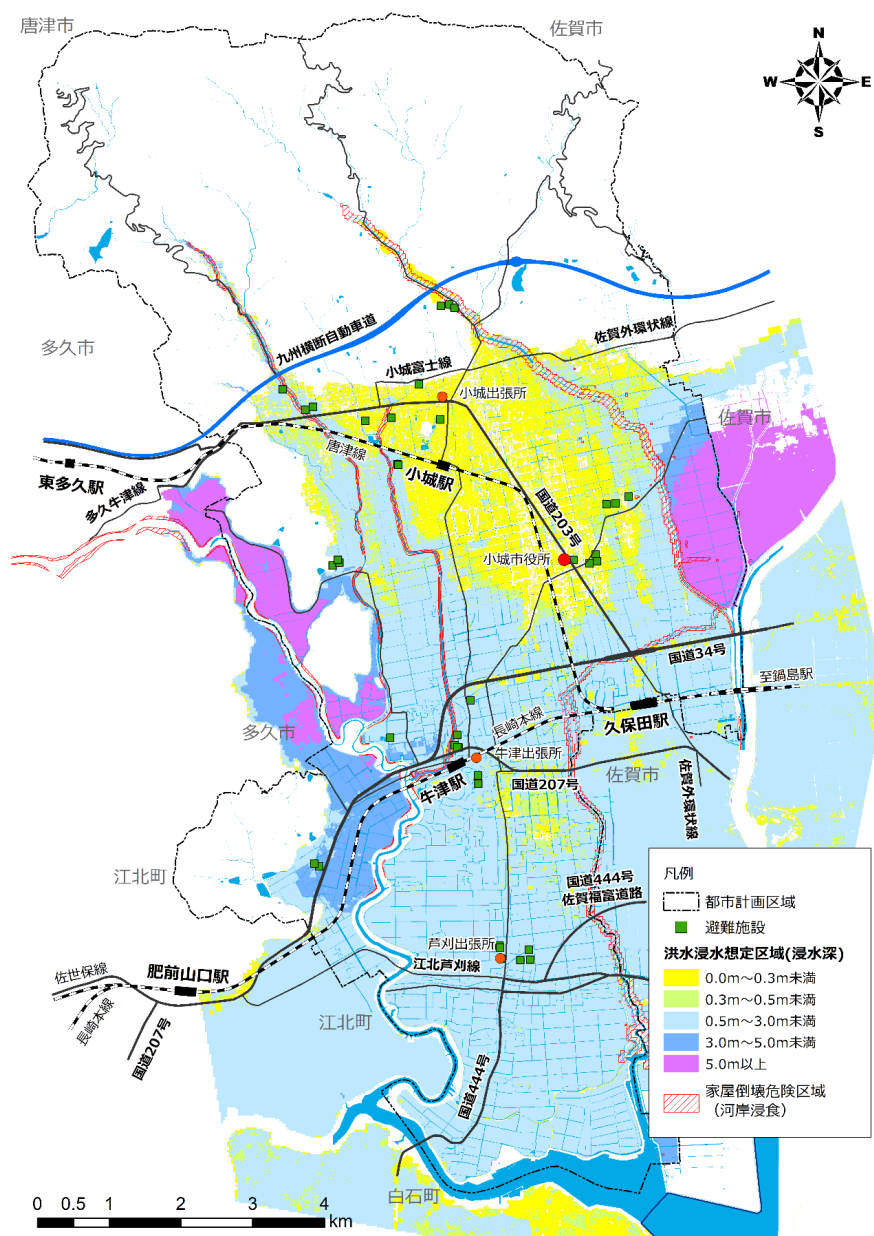 唐津市
佐賀市
N
W
E
S
多久市
九州横断自動車道
佐賀外環状線
小城富士線
小城出張所
佐賀市
唐津線
小城駅
東多久駅
多久牛津線
国道203号
小城市役所
国道34号
至鍋島駅
長崎本線
久保田駅
多久市
牛津出張所
牛津駅
佐賀市
国道207号
佐賀外環状線
江北町
国道444号
佐賀福富道路
芦刈出張所
江北芦刈線
佐世保線
肥前山口駅
長崎本線
国道207号
江北町
国道444号
白石町
凡例
都市計画区域
避難施設
洪水浸水想定区域(浸水深)
0.0m～0.3m未満
0.3m～0.5m未満
0.5m～3.0m未満
3.0m～5.0m未満
5.0m以上
家屋倒壊危険区域
（河岸浸食）
0 0.5 1 2 3 4
km